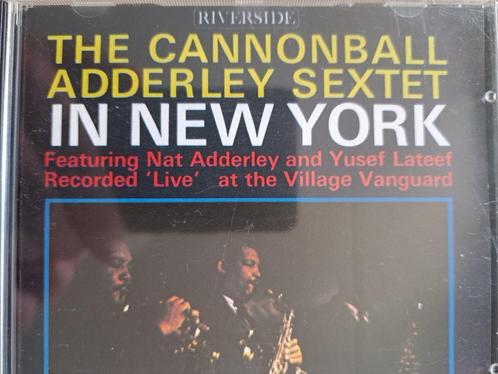 RIVERSIDE
THE CANNONBALL
ADDERLEY SEXTET
IN NEW YORK
Featuring Nat Adderley and Yusef Lateef
Recorded 'Live' at the Village Vanguard